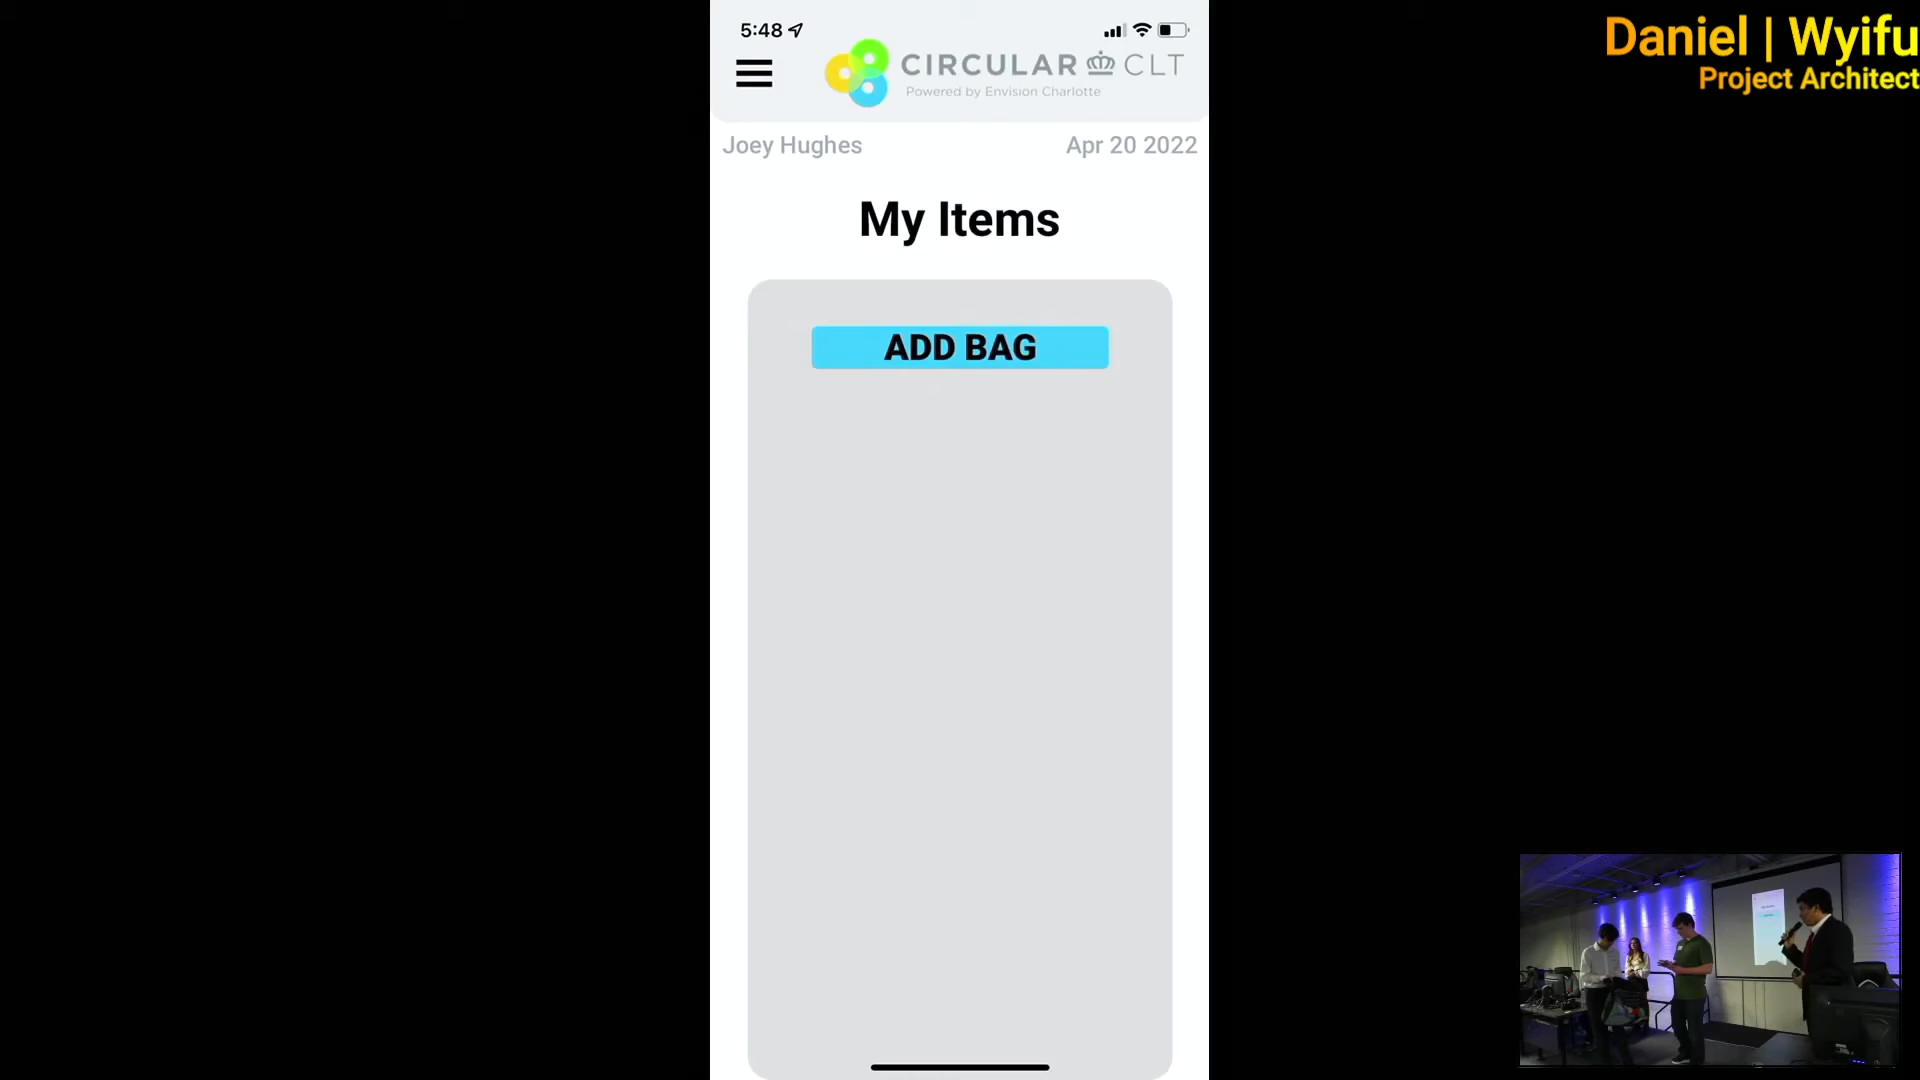 5:48
CIRCULAR CLT
Powered by Envision Charlotte
Joey Hughes
Apr 20 2022
My Items
ADD BAG
Daniel | Wyifu
Project Architect